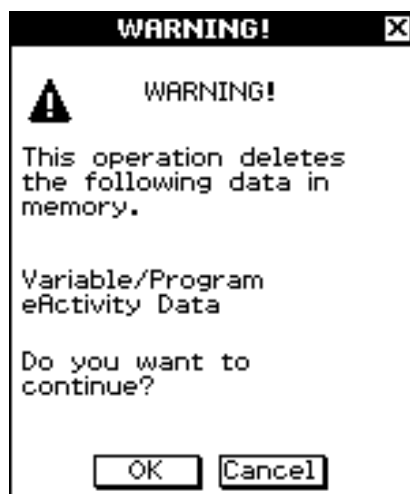 WARNING!
WARNING!
This operation deletes
the following data in
memory.
Variable/Program
eActivity Data
Do you want to
continue?
OK Cancel